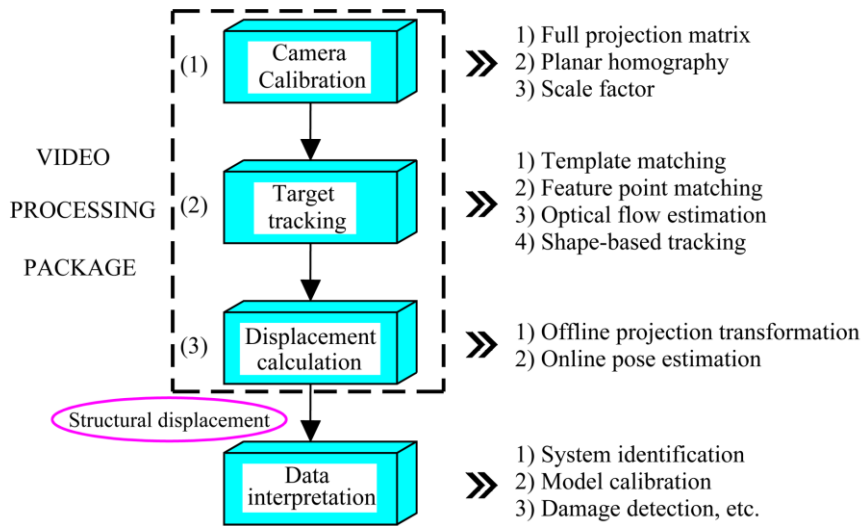 (1)
Camera
Calibration
1) Full projection matrix
2) Planar homography
3) Scale factor
VIDEO
PROCESSING
PACKAGE
(2)
Target
tracking
1) Template matching
2) Feature point matching
3) Optical flow estimation
4) Shape-based tracking
(3)
Displacement
calculation
1) Offline projection transformation
2) Online pose estimation
Structural displacement
Data
interpretation
1) System identification
2) Model calibration
3) Damage detection, etc.